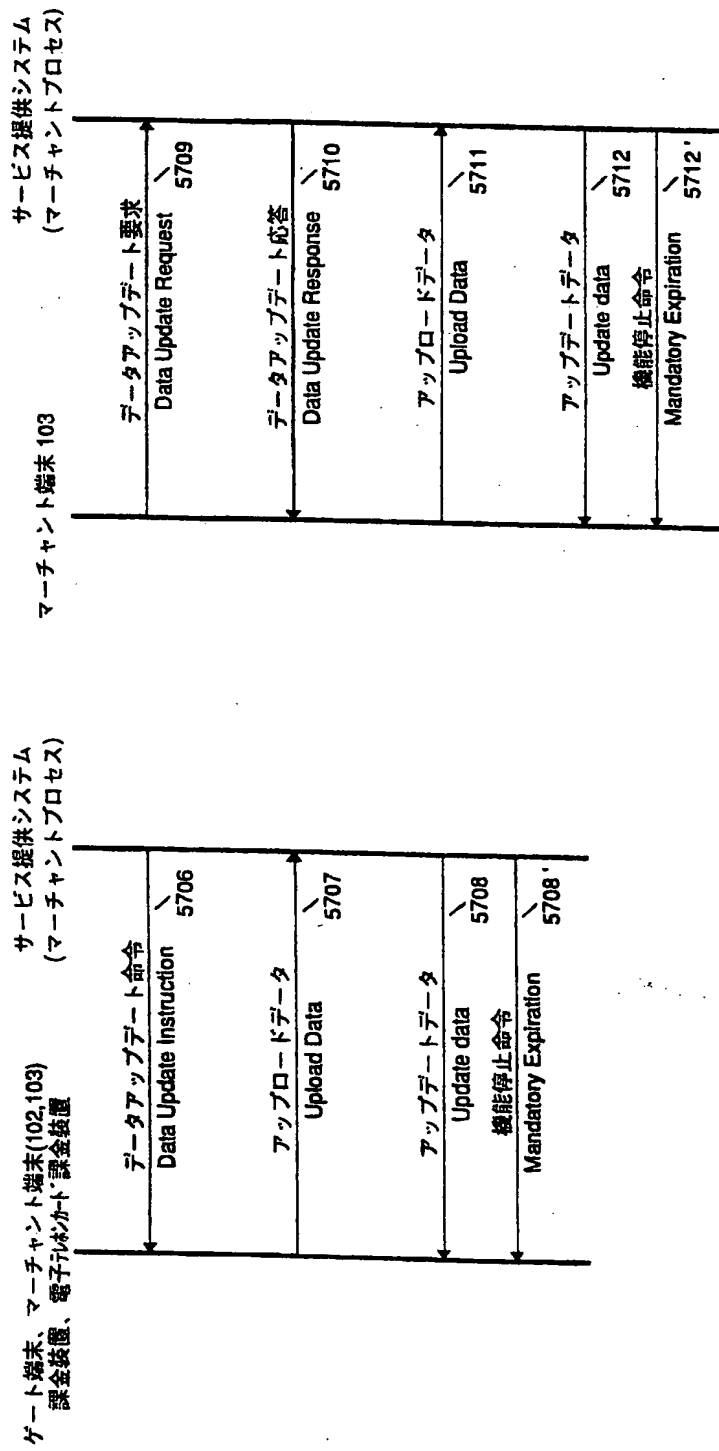 ゲート端末、マーチャント端末(102,103)
課金装置、電子テレホンカード課金装置
サービス提供システム
(マーチャントプロセス)
データアップデート命令
Data Update Instruction
5706
アップロードデータ
Upload Data
5707
アップデートデータ
Update data
5708
機能停止命令
Mandatory Expiration
5708'
マーチャント端末 103
サービス提供システム
(マーチャントプロセス)
データアップデート要求
Data Update Request
5709
データアップデート応答
Data Update Response
5710
アップロードデータ
Upload Data
5711
アップデートデータ
Update data
5712
機能停止命令
Mandatory Expiration
5712'